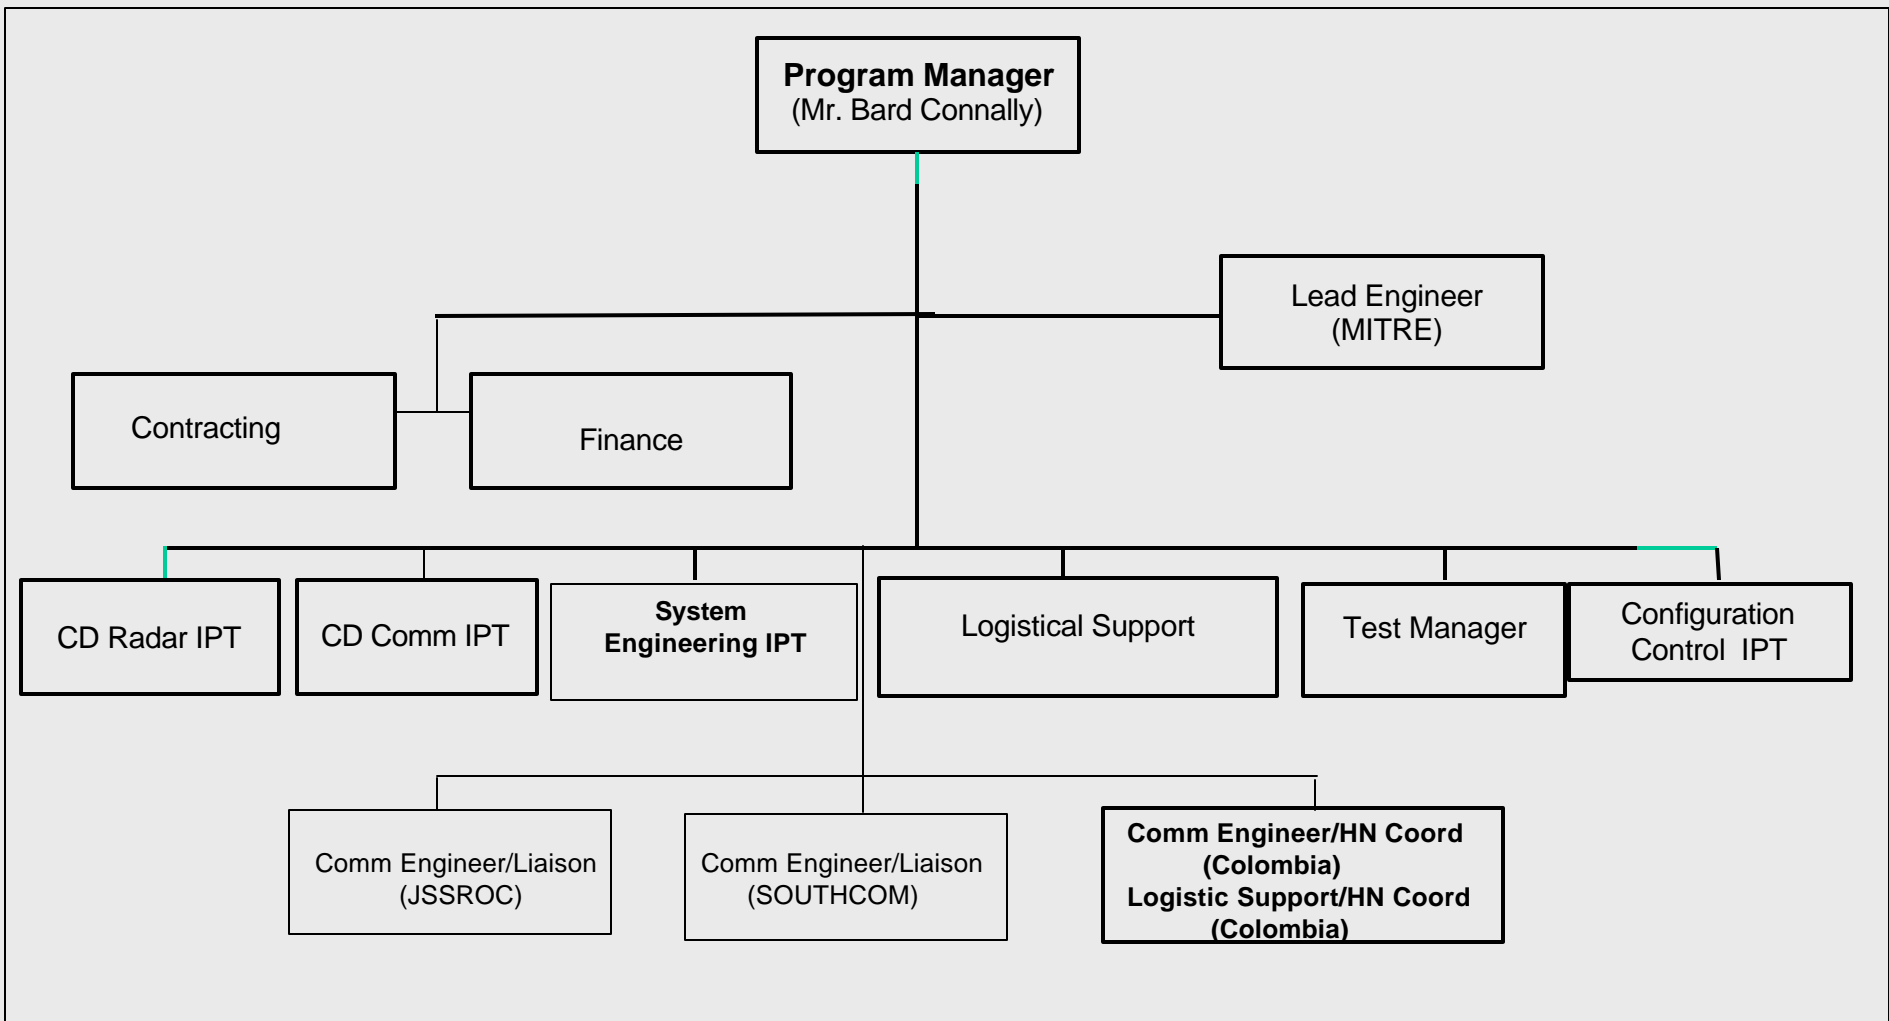 Program Manager
(Mr. Bard Connally)
Lead Engineer
(MITRE)
Contracting
Finance
CD Radar IPT
CD Comm IPT
System
Engineering IPT
Logistical Support
Test Manager
Configuration
Control IPT
Comm Engineer/Liaison
(JSSROC)
Comm Engineer/Liaison
(SOUTHCOM)
Comm Engineer/HN Coord
(Colombia)
Logistic Support/HN Coord
(Colombia)